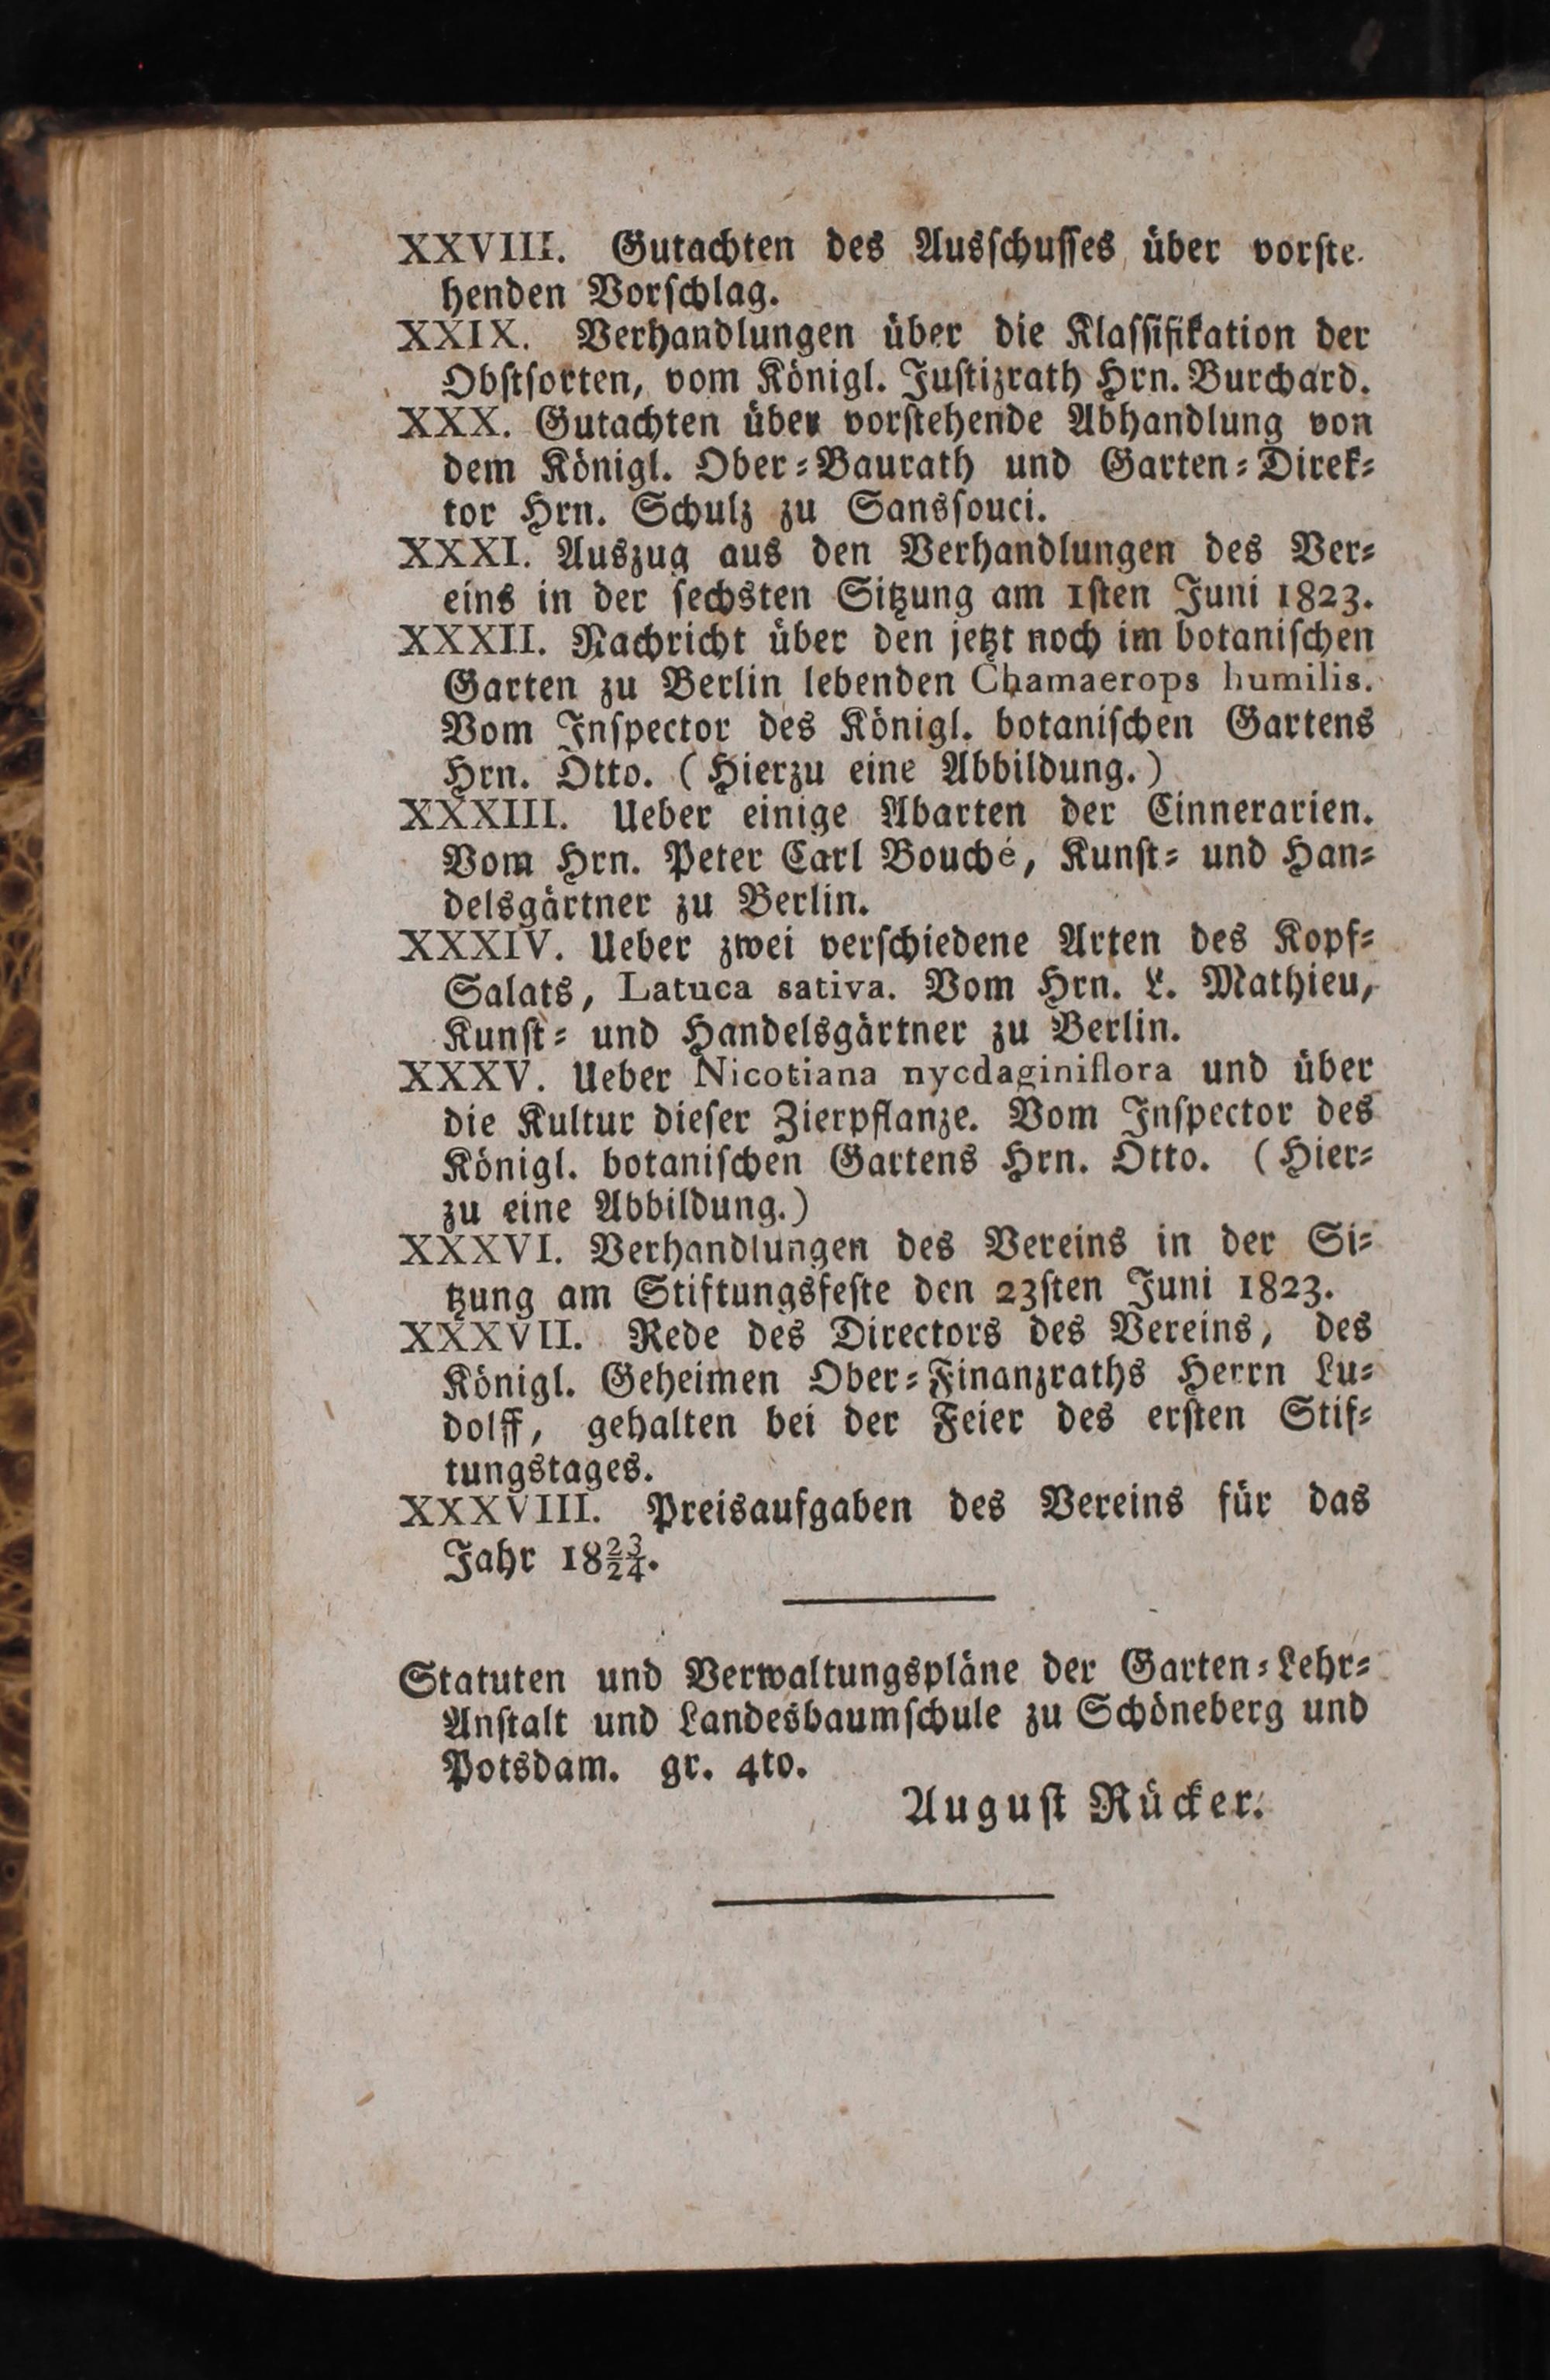 XXVIII. Gutachten des Ausschusses über vorste-
henden Vorschlag.
XXIX. Verhandlungen über die Klassifikation der
Obstsorten, vom Königl. Justizrath Hrn. Burchard.
XXX. Gutachten über vorstehende Abhandlung von
dem Königl. Ober-Baurath und Garten-Direk-
tor Hrn. Schulz zu Sanssouci.
XXXI. Auszug aus den Verhandlungen des Ver-
eins in der sechsten Sitzung am 1sten Juni 1823.
XXXII. Nachricht über den jetzt noch im botanischen
Garten zu Berlin lebenden Chamaerops humilis.
Vom Inspector des Königl. botanischen Gartens
Hrn. Otto. (Hierzu eine Abbildung.)
XXXIII. Ueber einige Abarten der Cinnerarien.
Vom Hrn. Peter Carl Bouché, Kunst- und Han-
delsgärtner zu Berlin.
XXXIV. Ueber zwei verschiedene Arten des Kopf-
Salats, Latuca sativa. Vom Hrn. L. Mathieu,
Kunst- und Handelsgärtner zu Berlin.
XXXV. Ueber Nicotiana nycdaginiflora und über
die Kultur dieser Zierpflanze. Vom Inspector des
Königl. botanischen Gartens Hrn. Otto. (Hier-
zu eine Abbildung.)
XXXVI. Verhandlungen des Vereins in der Si-
tzung am Stiftungsfeste den 23sten Juni 1823.
XXXVII. Rede des Directors des Vereins, des
Königl. Geheimen Ober-Finanzraths Herrn Lu-
dolff, gehalten bei der Feier des ersten Stif-
tungstages.
XXXVIII. Preisaufgaben des Vereins für das
Jahr 18 23/24.
Statuten und Verwaltungspläne der Garten-Lehr-
Anstalt und Landesbaumschule zu Schöneberg und
Potsdam. gr. 4to.
August Rücker.